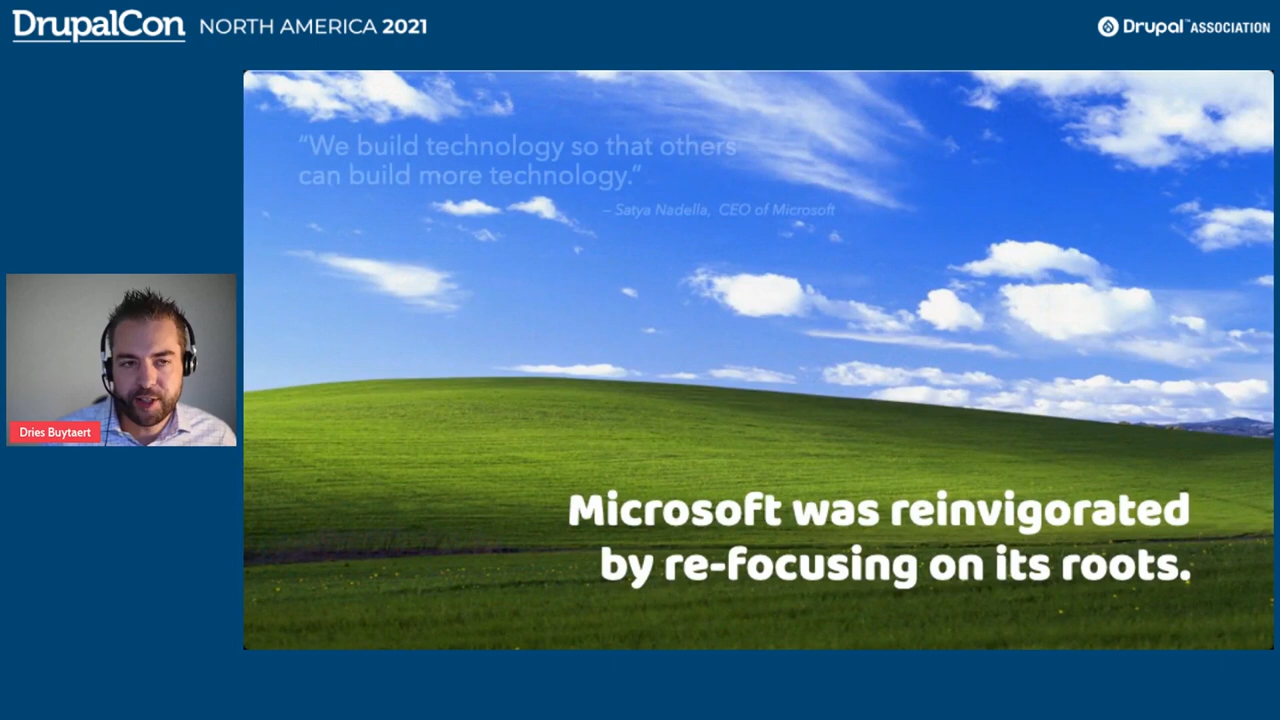 DrupalCon NORTH AMERICA 2021
Drupal™ ASSOCIATION
“We build technology so that others
can build more technology.”
– Satya Nadella, CEO of Microsoft
Dries Buytaert
Microsoft was reinvigorated
by re-focusing on its roots.